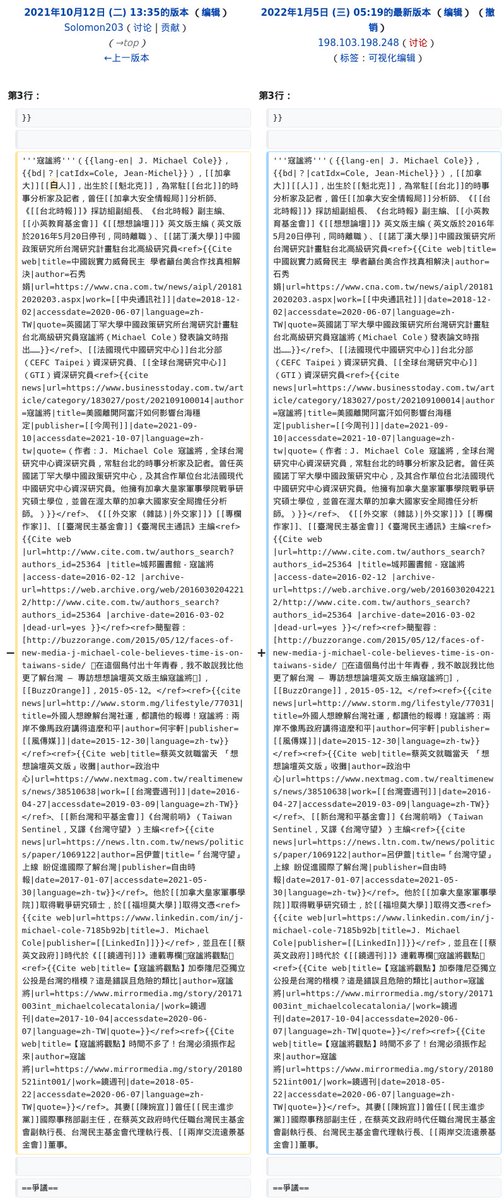 2021年10月12日 (二) 13:35的版本（编辑）
Solomon203（讨论 | 贡献）
（→top）
←上一版本
第3行：
}}
'''寇謐將'''（{{lang-en| J. Michael Cole}}，
{{bd|？|catIdx=Cole, Jean-Michel}}），[[加拿
大]][[白人]]，出生於[[魁北克]]，為常駐[[台北]]的時
事分析家及記者，曾任[[加拿大安全情報局]]分析師、
《[[台北時報]]》採訪組副組長、《台北時報》副主編、
[[小英教育基金會]]《[[想想論壇]]》英文版主編（英文版
於2016年5月20日停刊，同時離職）、[[諾丁漢大學]]中國
政策研究所台灣研究計畫駐台北高級研究員<ref>{{Cite
web|title=中國銳實力威脅民主 學者籲台美合作找真相解
決|author=石秀
娟|url=https://www.cna.com.tw/news/aipl/20181
2020203.aspx|work=[[中央通訊社]]|date=2018-12-
02|accessdate=2020-06-07|language=zh-
TW|quote=英國諾丁罕大學中國政策研究所台灣研究計畫駐
台北高級研究員寇謐將（Michael Cole）發表論文時指
出……}}</ref>、[[法國現代中國研究中心]]台北分部
（CEFC Taipei）資深研究員、[[全球台灣研究中心]]
（GTI）資深研究員<ref>{{cite
news|url=https://www.businesstoday.com.tw/art
icle/category/183027/post/202109100014|author
=寇謐將|title=美國離開阿富汗如何影響台海穩
定|publisher=[[今周刊]]|date=2021-09-
10|accessdate=2021-10-07|language=zh-
tw|quote=（作者：J. Michael Cole 寇謐將，全球台灣
研究中心資深研究員，常駐台北的時事分析家及記者。曾任英
國諾丁罕大學中國政策研究中心，及其合作單位台北法國現代
中國研究中心資深研究員。他擁有加拿大皇家軍事學院戰爭研
究碩士學位，並曾在渥太華的加拿大國家安全局擔任分析
師。）}}</ref>、《[[外交家 （雜誌）|外交家]]》[[專欄
作家]]、[[臺灣民主基金會]]《臺灣民主通訊》主編<ref>
{{Cite web
|url=http://www.cite.com.tw/authors_search?
authors_id=25364 |title=城邦圖書館 - 寇謐將
|access-date=2016-02-12 |archive-
url=https://web.archive.org/web/2016030204221
2/http://www.cite.com.tw/authors_search?
authors_id=25364 |archive-date=2016-03-02
|dead-url=yes }}</ref><ref>簡聖蓉：
[http://buzzorange.com/2015/05/12/faces-of-
new-media-j-michael-cole-believes-time-is-on-
taiwans-side/ 在這個島付出十年青春，我不敢說我比他
更了解台灣 — 專訪想想論壇英文版主編寇謐將]，
[[BuzzOrange]]，2015-05-12。</ref><ref>{{cite
news|url=http://www.storm.mg/lifestyle/77031|
title=外國人想瞭解台灣社運，都讀他的報導！寇謐將：兩
岸不像馬政府講得這麼和平|author=何宇軒|publisher=
[[風傳媒]]|date=2015-12-30|language=zh-tw}}
</ref><ref>{{Cite web|title=蔡英文就職當天 「想
想論壇英文版」收攤|author=政治中
心|url=https://www.nextmag.com.tw/realtimenew
s/news/38510638|work=[[台灣壹週刊]]|date=2016-
04-27|accessdate=2019-03-09|language=zh-TW}}
</ref>、[[新台灣和平基金會]]《台灣前哨》（Taiwan
Sentinel，又譯《台灣守望》）主編<ref>{{cite
news|url=https://news.ltn.com.tw/news/politic
s/paper/1069122|author=呂伊萱|title=「台灣守望」
上線 盼促進國際了解台灣|publisher=自由時
報|date=2017-01-07|accessdate=2021-05-
30|language=zh-tw}}</ref>。他於[[加拿大皇家軍事學
院]]取得戰爭研究碩士，於[[福坦莫大學]]取得文憑<ref>
{{cite web|url=https://www.linkedin.com/in/j-
michael-cole-7185b92b|title=J. Michael
Cole|publisher=[[LinkedIn]]}}</ref>，並且在[[蔡
英文政府]]時代於《[[鏡週刊]]》連載專欄寇謐將觀點
<ref>{{Cite web|title=【寇謐將觀點】加泰隆尼亞獨立
公投是台灣的楷模？這是錯誤且危險的類比|author=寇謐
將|url=https://www.mirrormedia.mg/story/20171
003int_michaelcolecatalonia/|work=鏡週
刊|date=2017-10-04|accessdate=2020-06-
07|language=zh-TW|quote=}}</ref><ref>{{Cite
web|title=【寇謐將觀點】時間不多了！台灣必須振作起
來|author=寇謐
將|url=https://www.mirrormedia.mg/story/20180
521int001/|work=鏡週刊|date=2018-05-
22|accessdate=2020-06-07|language=zh-
TW|quote=}}</ref>。其妻[[陳婉宜]]曾任[[民主進步
黨]]國際事務部副主任，在蔡英文政府時代任職台灣民主基金
會副執行長、台灣民主基金會代理執行長、[[兩岸交流遠景基
金會]]董事。
==爭議==
2022年1月5日 (三) 05:19的最新版本（编辑）（撤
销）
198.103.198.248（讨论）
（标签：可视化编辑）
第3行：
}}
'''寇謐將'''（{{lang-en| J. Michael Cole}}，
{{bd|？|catIdx=Cole, Jean-Michel}}），[[加拿
大]][[人]]，出生於[[魁北克]]，為常駐[[台北]]的時事
分析家及記者，曾任[[加拿大安全情報局]]分析師、《[[台
北時報]]》採訪組副組長、《台北時報》副主編、[[小英教
育基金會]]《[[想想論壇]]》英文版主編（英文版於2016年
5月20日停刊，同時離職）、[[諾丁漢大學]]中國政策研究所
台灣研究計畫駐台北高級研究員<ref>{{Cite web|title=
中國銳實力威脅民主 學者籲台美合作找真相解
決|author=石秀
娟|url=https://www.cna.com.tw/news/aipl/20181
2020203.aspx|work=[[中央通訊社]]|date=2018-12-
02|accessdate=2020-06-07|language=zh-
TW|quote=英國諾丁罕大學中國政策研究所台灣研究計畫駐
台北高級研究員寇謐將（Michael Cole）發表論文時指
出……}}</ref>、[[法國現代中國研究中心]]台北分部
（CEFC Taipei）資深研究員、[[全球台灣研究中心]]
（GTI）資深研究員<ref>{{cite
news|url=https://www.businesstoday.com.tw/art
icle/category/183027/post/202109100014|author
=寇謐將|title=美國離開阿富汗如何影響台海穩
定|publisher=[[今周刊]]|date=2021-09-
10|accessdate=2021-10-07|language=zh-
tw|quote=（作者：J. Michael Cole 寇謐將，全球台灣
研究中心資深研究員，常駐台北的時事分析家及記者。曾任英
國諾丁罕大學中國政策研究中心，及其合作單位台北法國現代
中國研究中心資深研究員。他擁有加拿大皇家軍事學院戰爭研
究碩士學位，並曾在渥太華的加拿大國家安全局擔任分析
師。）}}</ref>、《[[外交家 （雜誌）|外交家]]》[[專欄
作家]]、[[臺灣民主基金會]]《臺灣民主通訊》主編<ref>
{{Cite web
|url=http://www.cite.com.tw/authors_search?
authors_id=25364 |title=城邦圖書館 - 寇謐將
|access-date=2016-02-12 |archive-
url=https://web.archive.org/web/2016030204221
2/http://www.cite.com.tw/authors_search?
authors_id=25364 |archive-date=2016-03-02
|dead-url=yes }}</ref><ref>簡聖蓉：
[http://buzzorange.com/2015/05/12/faces-of-
new-media-j-michael-cole-believes-time-is-on-
taiwans-side/ 在這個島付出十年青春，我不敢說我比他
更了解台灣 — 專訪想想論壇英文版主編寇謐將]，
[[BuzzOrange]]，2015-05-12。</ref><ref>{{cite
news|url=http://www.storm.mg/lifestyle/77031|
title=外國人想瞭解台灣社運，都讀他的報導！寇謐將：兩
岸不像馬政府講得這麼和平|author=何宇軒|publisher=
[[風傳媒]]|date=2015-12-30|language=zh-tw}}
</ref><ref>{{Cite web|title=蔡英文就職當天 「想
想論壇英文版」收攤|author=政治中
心|url=https://www.nextmag.com.tw/realtimenew
s/news/38510638|work=[[台灣壹週刊]]|date=2016-
04-27|accessdate=2019-03-09|language=zh-TW}}
</ref>、[[新台灣和平基金會]]《台灣前哨》（Taiwan
Sentinel，又譯《台灣守望》）主編<ref>{{cite
news|url=https://news.ltn.com.tw/news/politic
s/paper/1069122|author=呂伊萱|title=「台灣守望」
上線 盼促進國際了解台灣|publisher=自由時
報|date=2017-01-07|accessdate=2021-05-
30|language=zh-tw}}</ref>。他於[[加拿大皇家軍事學
院]]取得戰爭研究碩士，於[[福坦莫大學]]取得文憑<ref>
{{cite web|url=https://www.linkedin.com/in/j-
michael-cole-7185b92b|title=J. Michael
Cole|publisher=[[LinkedIn]]}}</ref>，並且在[[蔡
英文政府]]時代於《[[鏡週刊]]》連載專欄寇謐將觀點
<ref>{{Cite web|title=【寇謐將觀點】加泰隆尼亞獨立
公投是台灣的楷模？這是錯誤且危險的類比|author=寇謐
將|url=https://www.mirrormedia.mg/story/20171
003int_michaelcolecatalonia/|work=鏡週
刊|date=2017-10-04|accessdate=2020-06-
07|language=zh-TW|quote=}}</ref><ref>{{Cite
web|title=【寇謐將觀點】時間不多了！台灣必須振作起
來|author=寇謐
將|url=https://www.mirrormedia.mg/story/20180
521int001/|work=鏡週刊|date=2018-05-
22|accessdate=2020-06-07|language=zh-
TW|quote=}}</ref>。其妻[[陳婉宜]]曾任[[民主進步
黨]]國際事務部副主任，在蔡英文政府時代任職台灣民主基金
會副執行長、台灣民主基金會代理執行長、[[兩岸交流遠景基
金會]]董事。
==爭議==